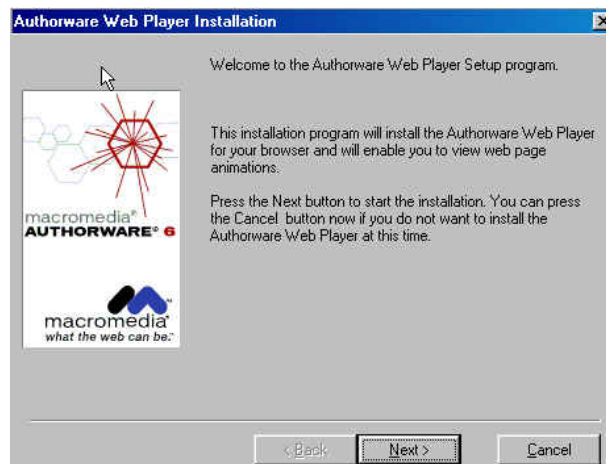 Authorware Web Player Installation
Welcome to the Authorware Web Player Setup program.
This installation program will install the Authorware Web Player
for your browser and will enable you to view web page
animations.
Press the Next button to start the installation. You can press
the Cancel button now if you do not want to install the
Authorware Web Player at this time.
macromedia®
AUTHORWARE® 6
macromedia®
what the web can be.™
< Back
Next >
Cancel